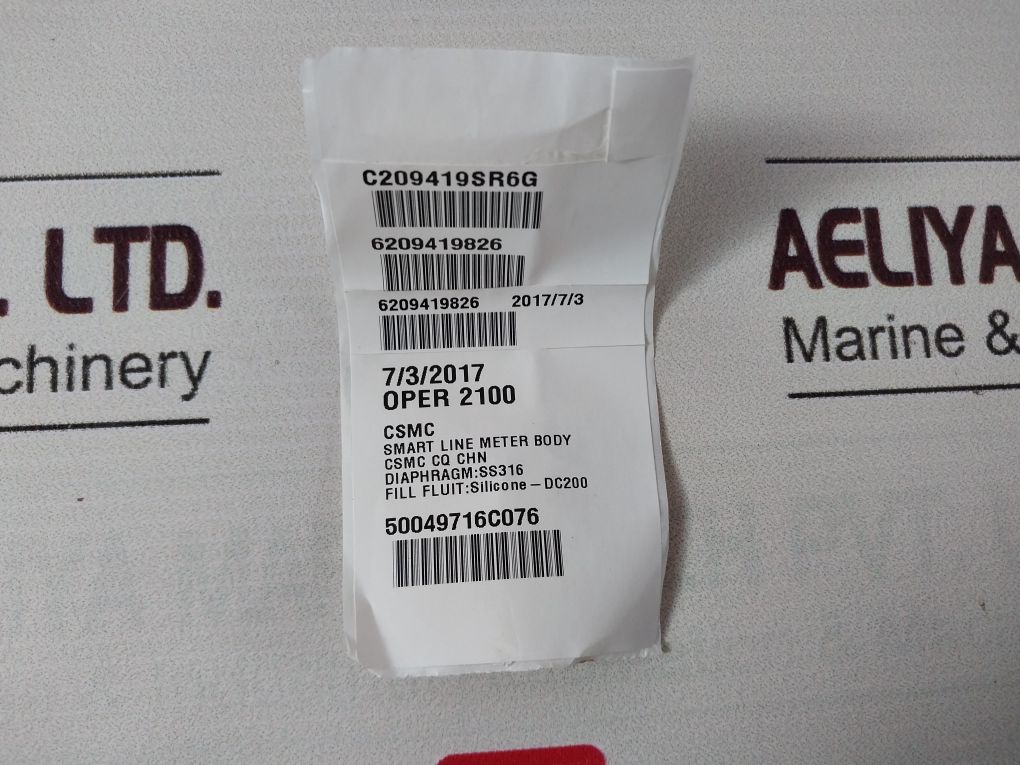 C209419SR6G
6209419826
6209419826 2017/7/3
7/3/2017
OPER 2100
CSMC
SMART LINE METER BODY
CSMC CQ CHN
DIAPHRAGM:SS316
FILL FLUIT:Silicone – DC200
50049716C076
. LTD.
chinery
AELIYA
Marine &